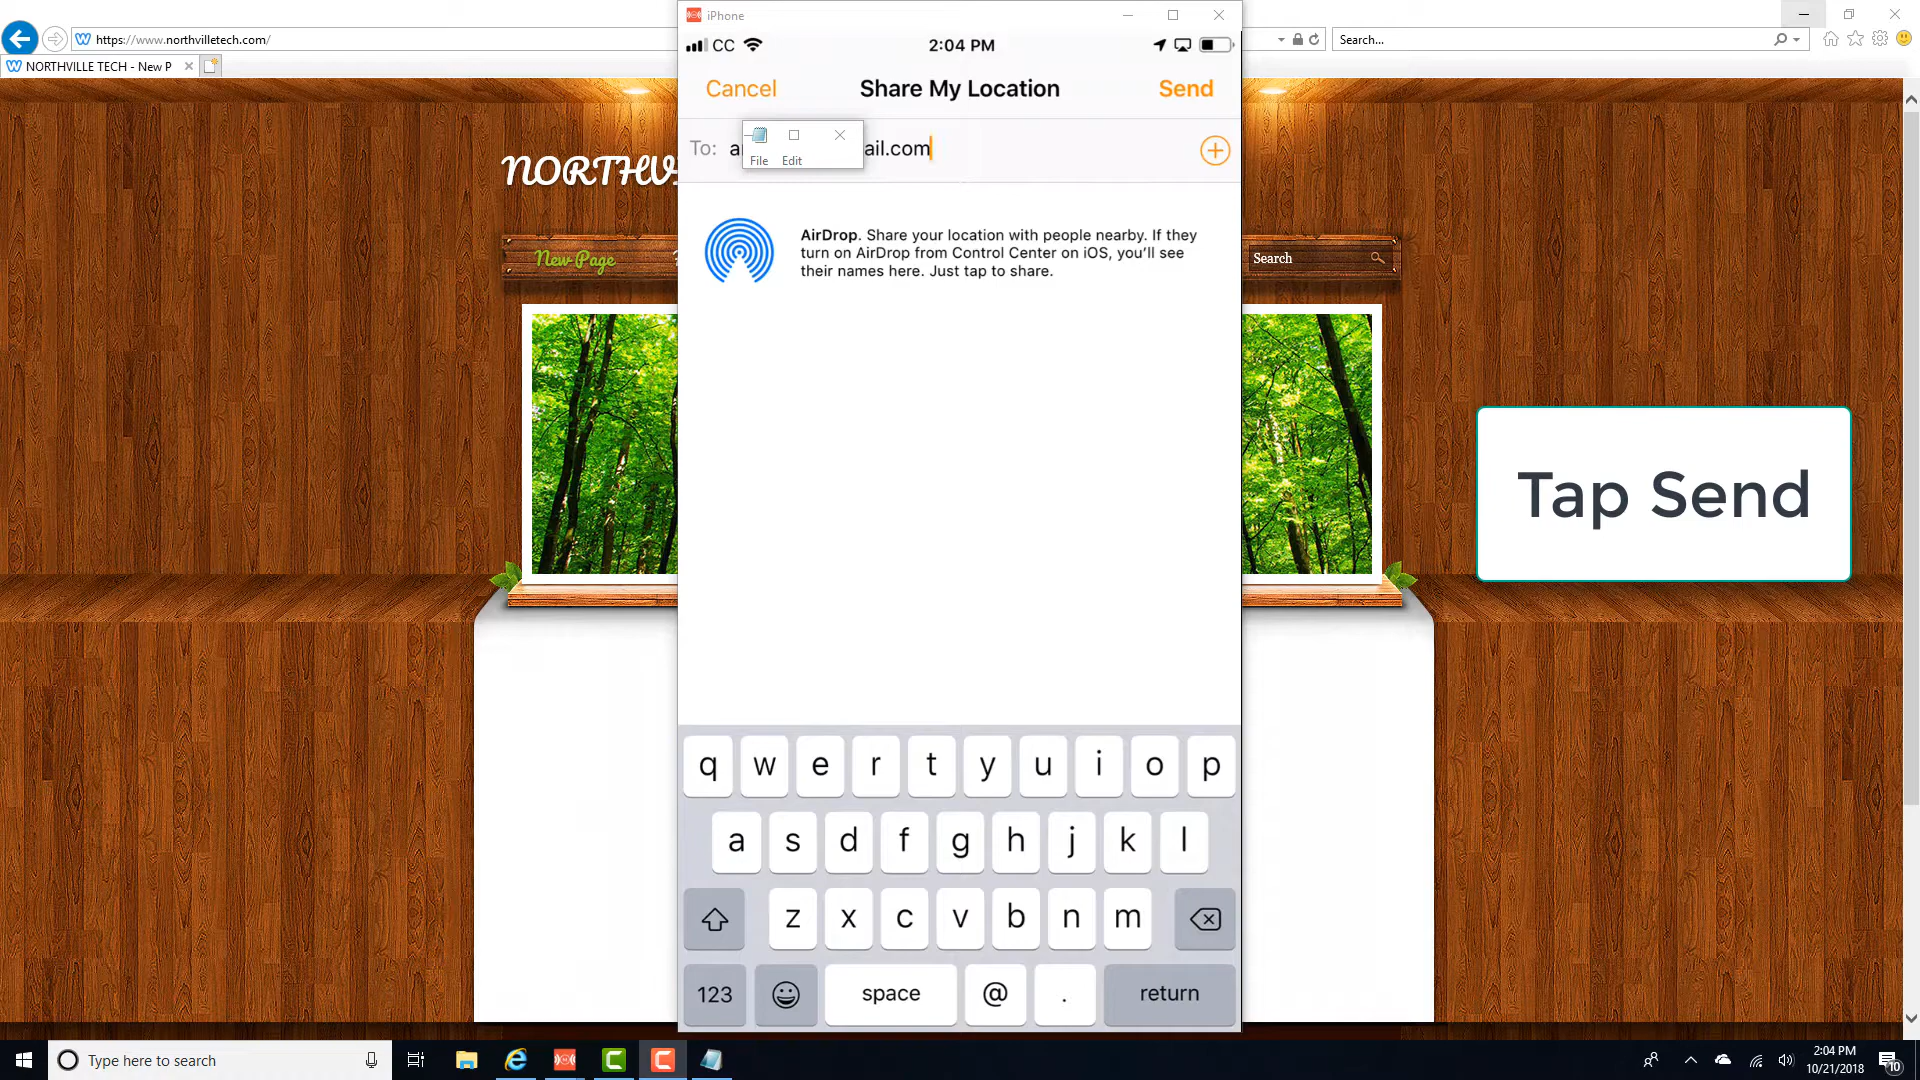 iPhone
https://www.northvilletech.com/
Search...
NORTHVILLE TECH - New P
CC
2:04 PM
Cancel
Share My Location
Send
To:
ail.com
File
Edit
AirDrop. Share your location with people nearby. If they
turn on AirDrop from Control Center on iOS, you'll see
their names here. Just tap to share.
New Page
Search
Tap Send
q w e r t y u i o p
a s d f g h j k l
z x c v b n m
123
space
@
.
return
Type here to search
2:04 PM
10/21/2018
10